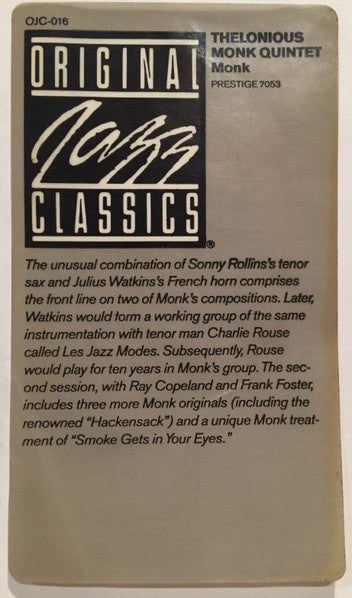 OJC-016
THELONIOUS
MONK QUINTET
Monk
PRESTIGE 7053
ORIGINAL
Jazz
CLASSICS
®
The unusual combination of Sonny Rollins's tenor
sax and Julius Watkins's French horn comprises
the front line on two of Monk's compositions. Later,
Watkins would form a working group of the same
instrumentation with tenor man Charlie Rouse
called Les Jazz Modes. Subsequently, Rouse
would play for ten years in Monk's group. The sec-
ond session, with Ray Copeland and Frank Foster,
includes three more Monk originals (including the
renowned “Hackensack”) and a unique Monk treat-
ment of “Smoke Gets in Your Eyes.”